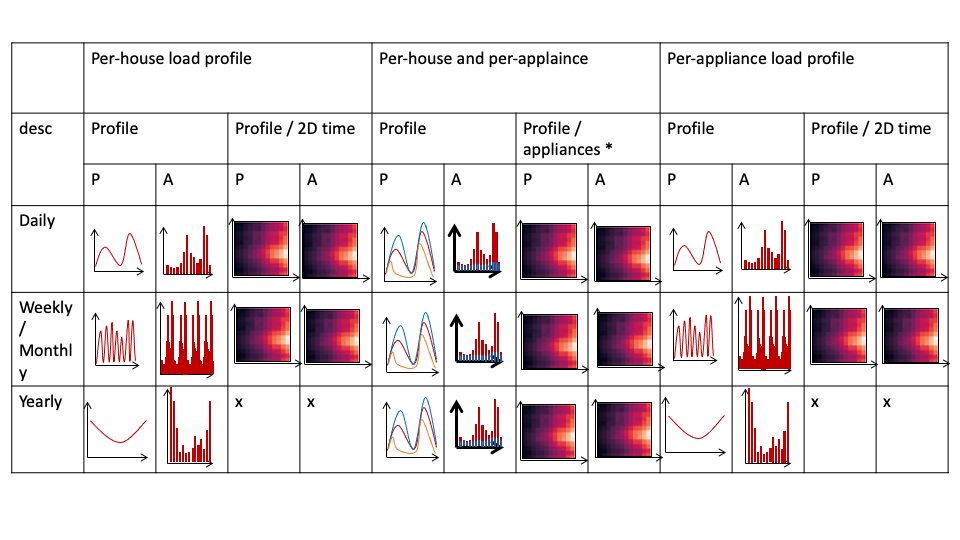 Per-house load profile
Per-house and per-applaince
Per-appliance load profile
desc
Profile
Profile / 2D time
Profile
Profile /
appliances *
Profile
Profile / 2D time
P
A
P
A
P
A
P
A
P
A
P
A
Daily
Weekly
/
Monthl
y
Yearly
x
x
x
x